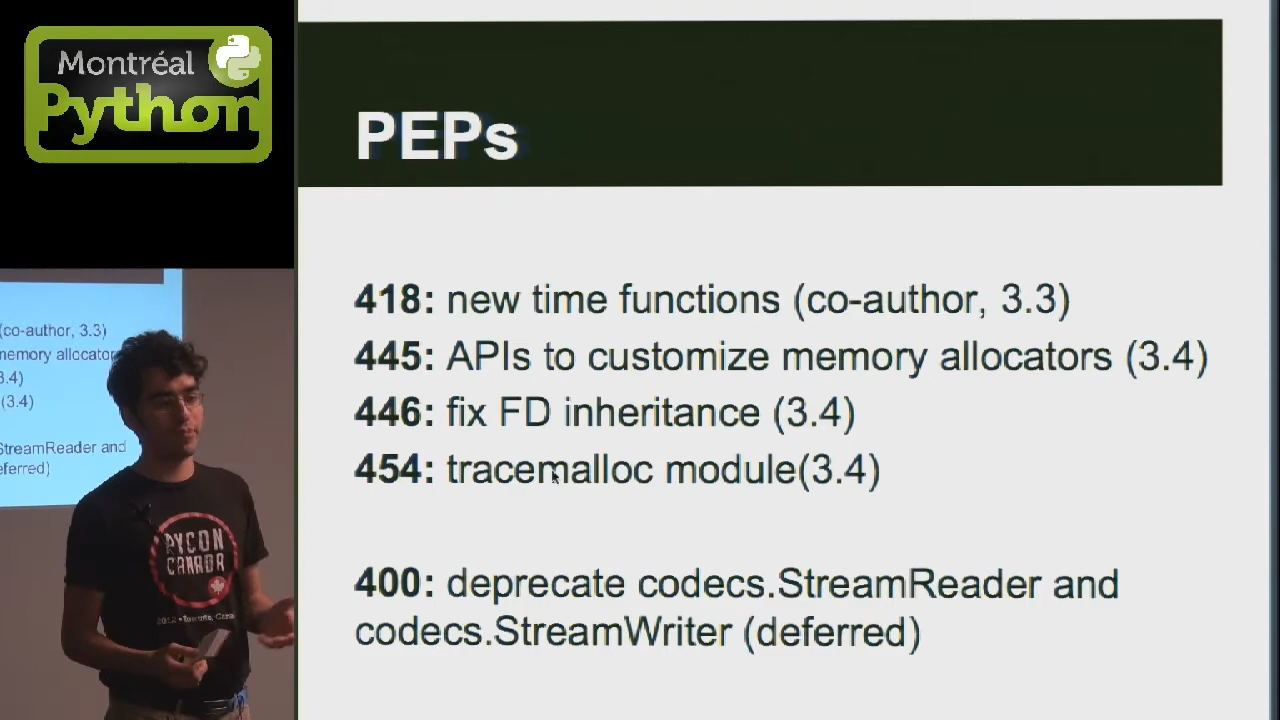 Montréal
Python
PEPs
418: new time functions (co-author, 3.3)
445: APIs to customize memory allocators (3.4)
446: fix FD inheritance (3.4)
454: tracemalloc module(3.4)
400: deprecate codecs.StreamReader and
codecs.StreamWriter (deferred)
(co-author, 3.3)
memory allocator
3.4)
(3.4)
StreamReader and
eferred)
PYCON
CANADA